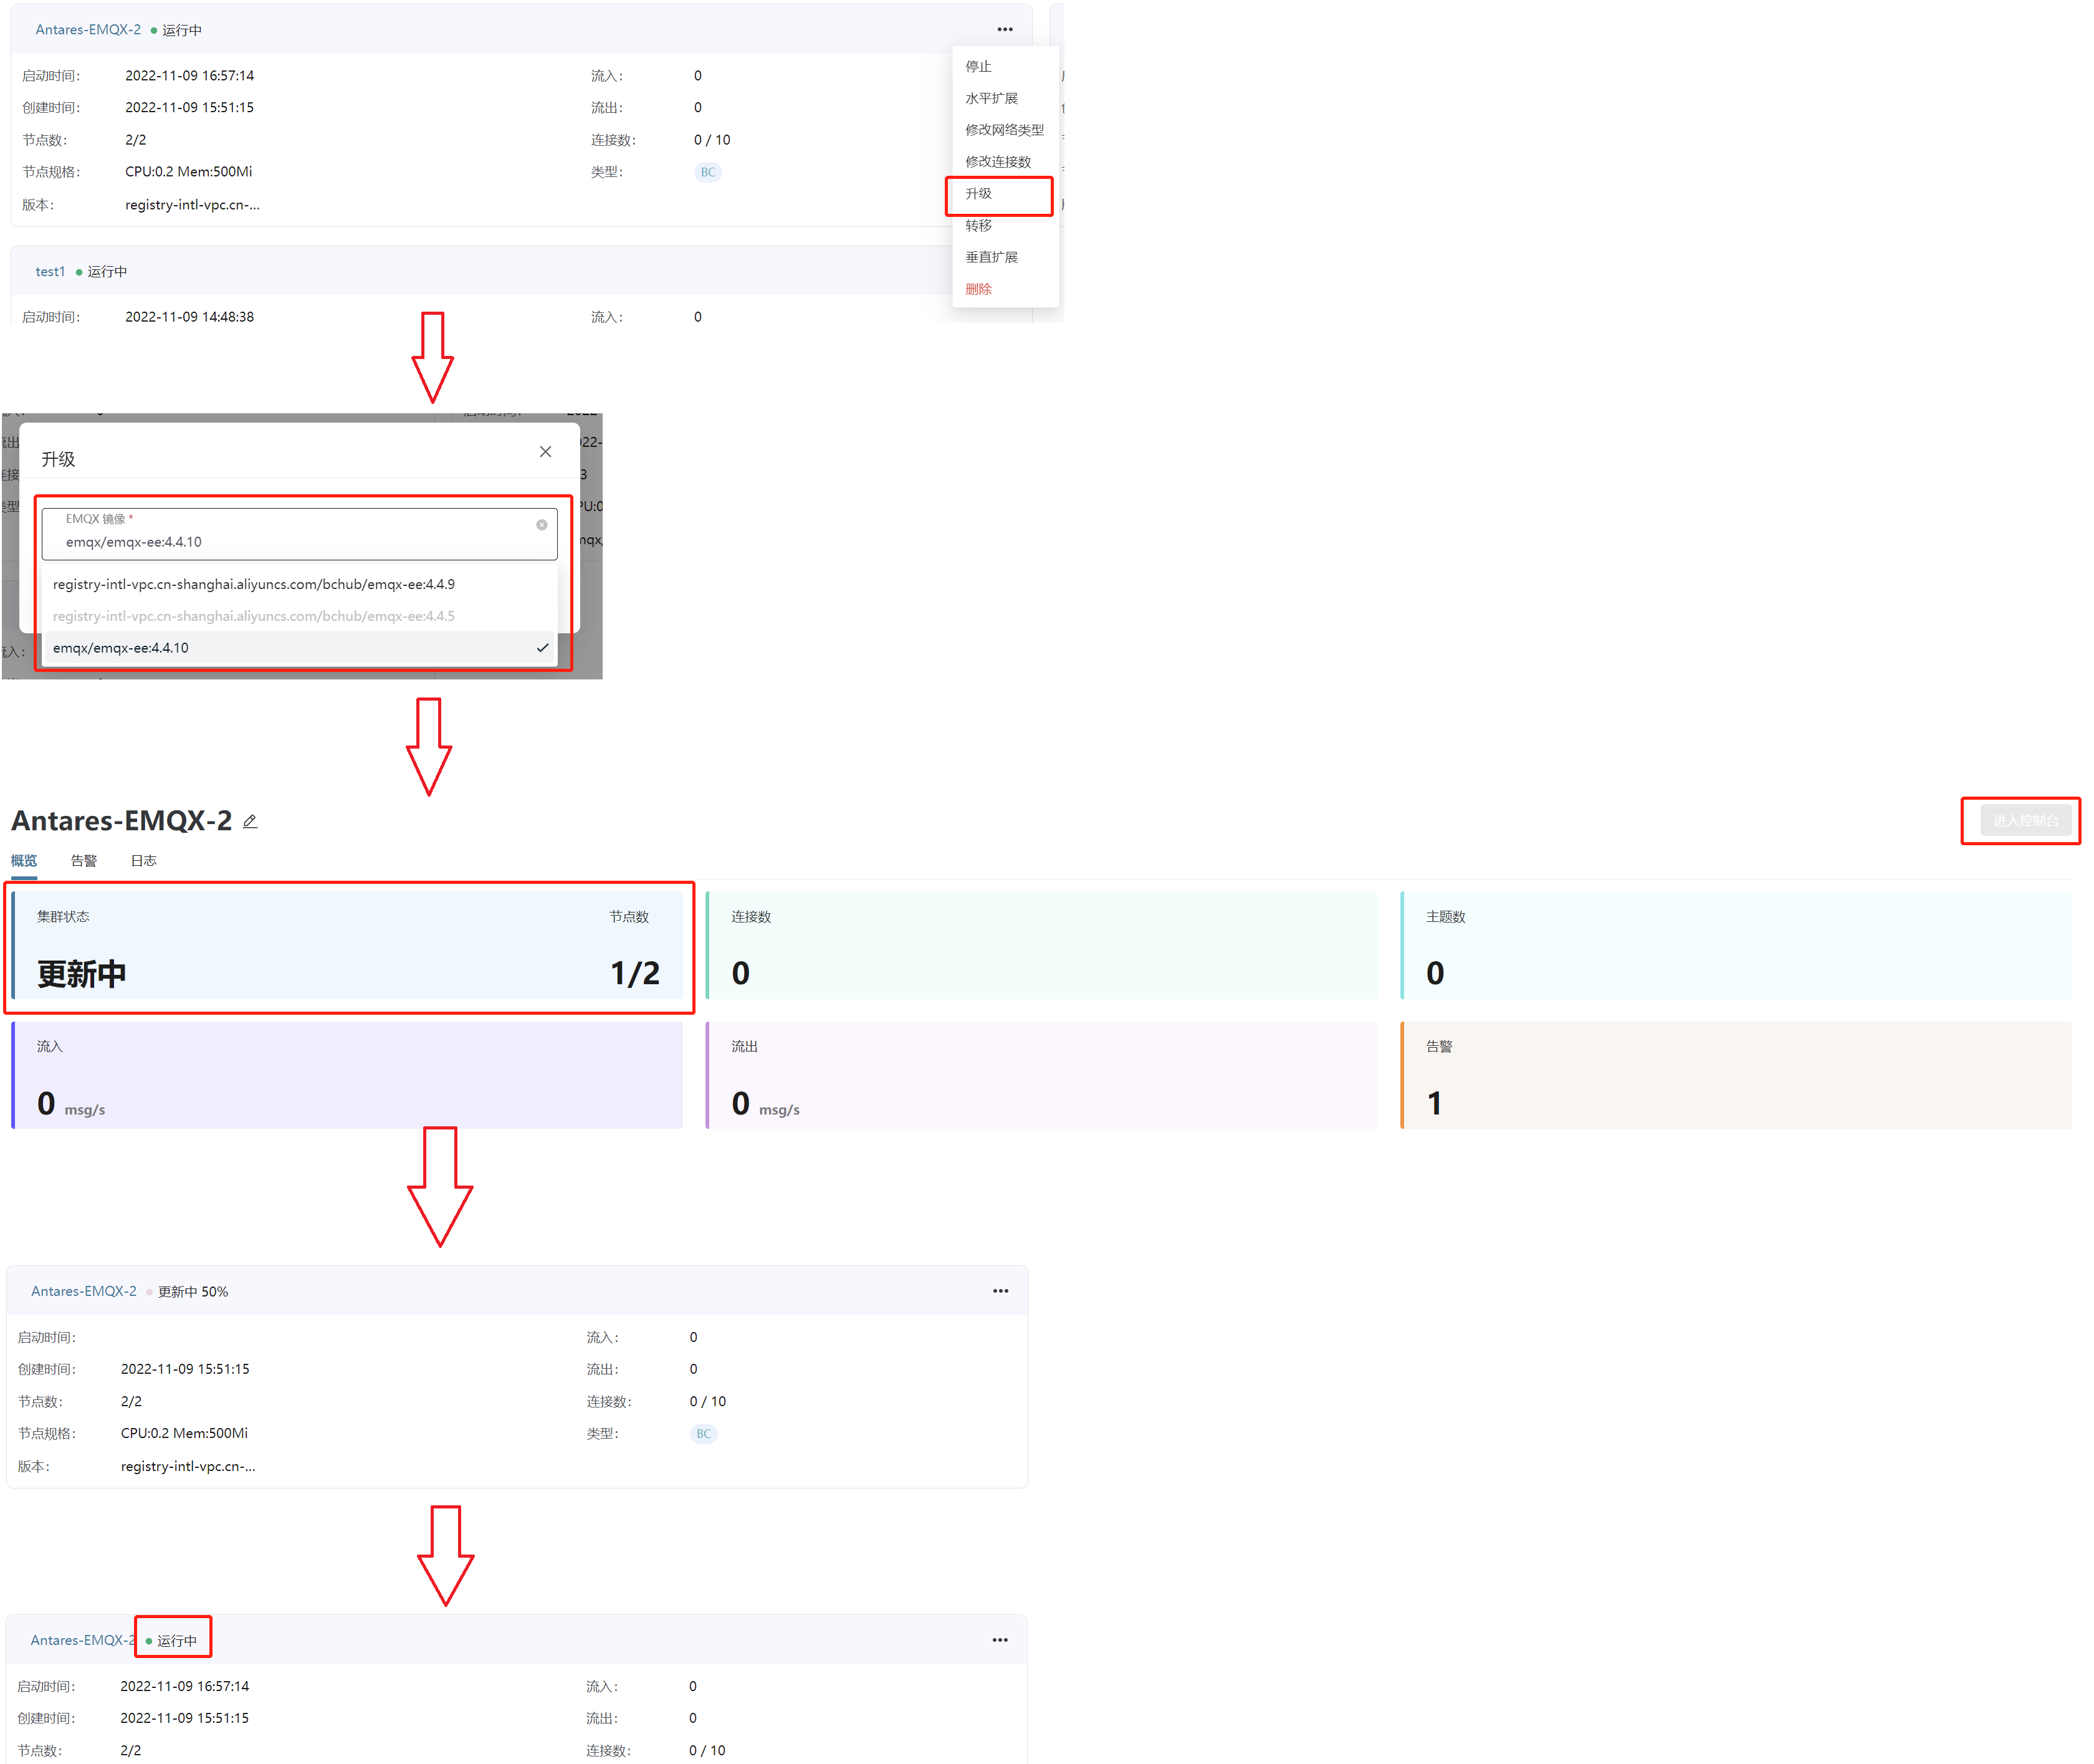 Antares-EMQX-2 运行中
启动时间： 2022-11-09 16:57:14 流入： 0
创建时间： 2022-11-09 15:51:15 流出： 0
节点数： 2/2 连接数： 0 / 10
节点规格： CPU:0.2 Mem:500Mi 类型： BC
版本： registry-intl-vpc.cn-...
停止
水平扩展
修改网络类型
修改连接数
升级
转移
垂直扩展
删除
test1 运行中
启动时间： 2022-11-09 14:48:38 流入： 0
升级
EMQX 镜像 *
emqx/emqx-ee:4.4.10
registry-intl-vpc.cn-shanghai.aliyuncs.com/bchub/emqx-ee:4.4.9
registry-intl-vpc.cn-shanghai.aliyuncs.com/bchub/emqx-ee:4.4.5
emqx/emqx-ee:4.4.10
Antares-EMQX-2 进入控制台
概览 告警 日志
集群状态 节点数 连接数 主题数
更新中 1/2 0 0
流入 流出 告警
0 msg/s 0 msg/s 1
Antares-EMQX-2 更新中 50%
启动时间： 流入： 0
创建时间： 2022-11-09 15:51:15 流出： 0
节点数： 2/2 连接数： 0 / 10
节点规格： CPU:0.2 Mem:500Mi 类型： BC
版本： registry-intl-vpc.cn-...
Antares-EMQX-2 运行中
启动时间： 2022-11-09 16:57:14 流入： 0
创建时间： 2022-11-09 15:51:15 流出： 0
节点数： 2/2 连接数： 0 / 10